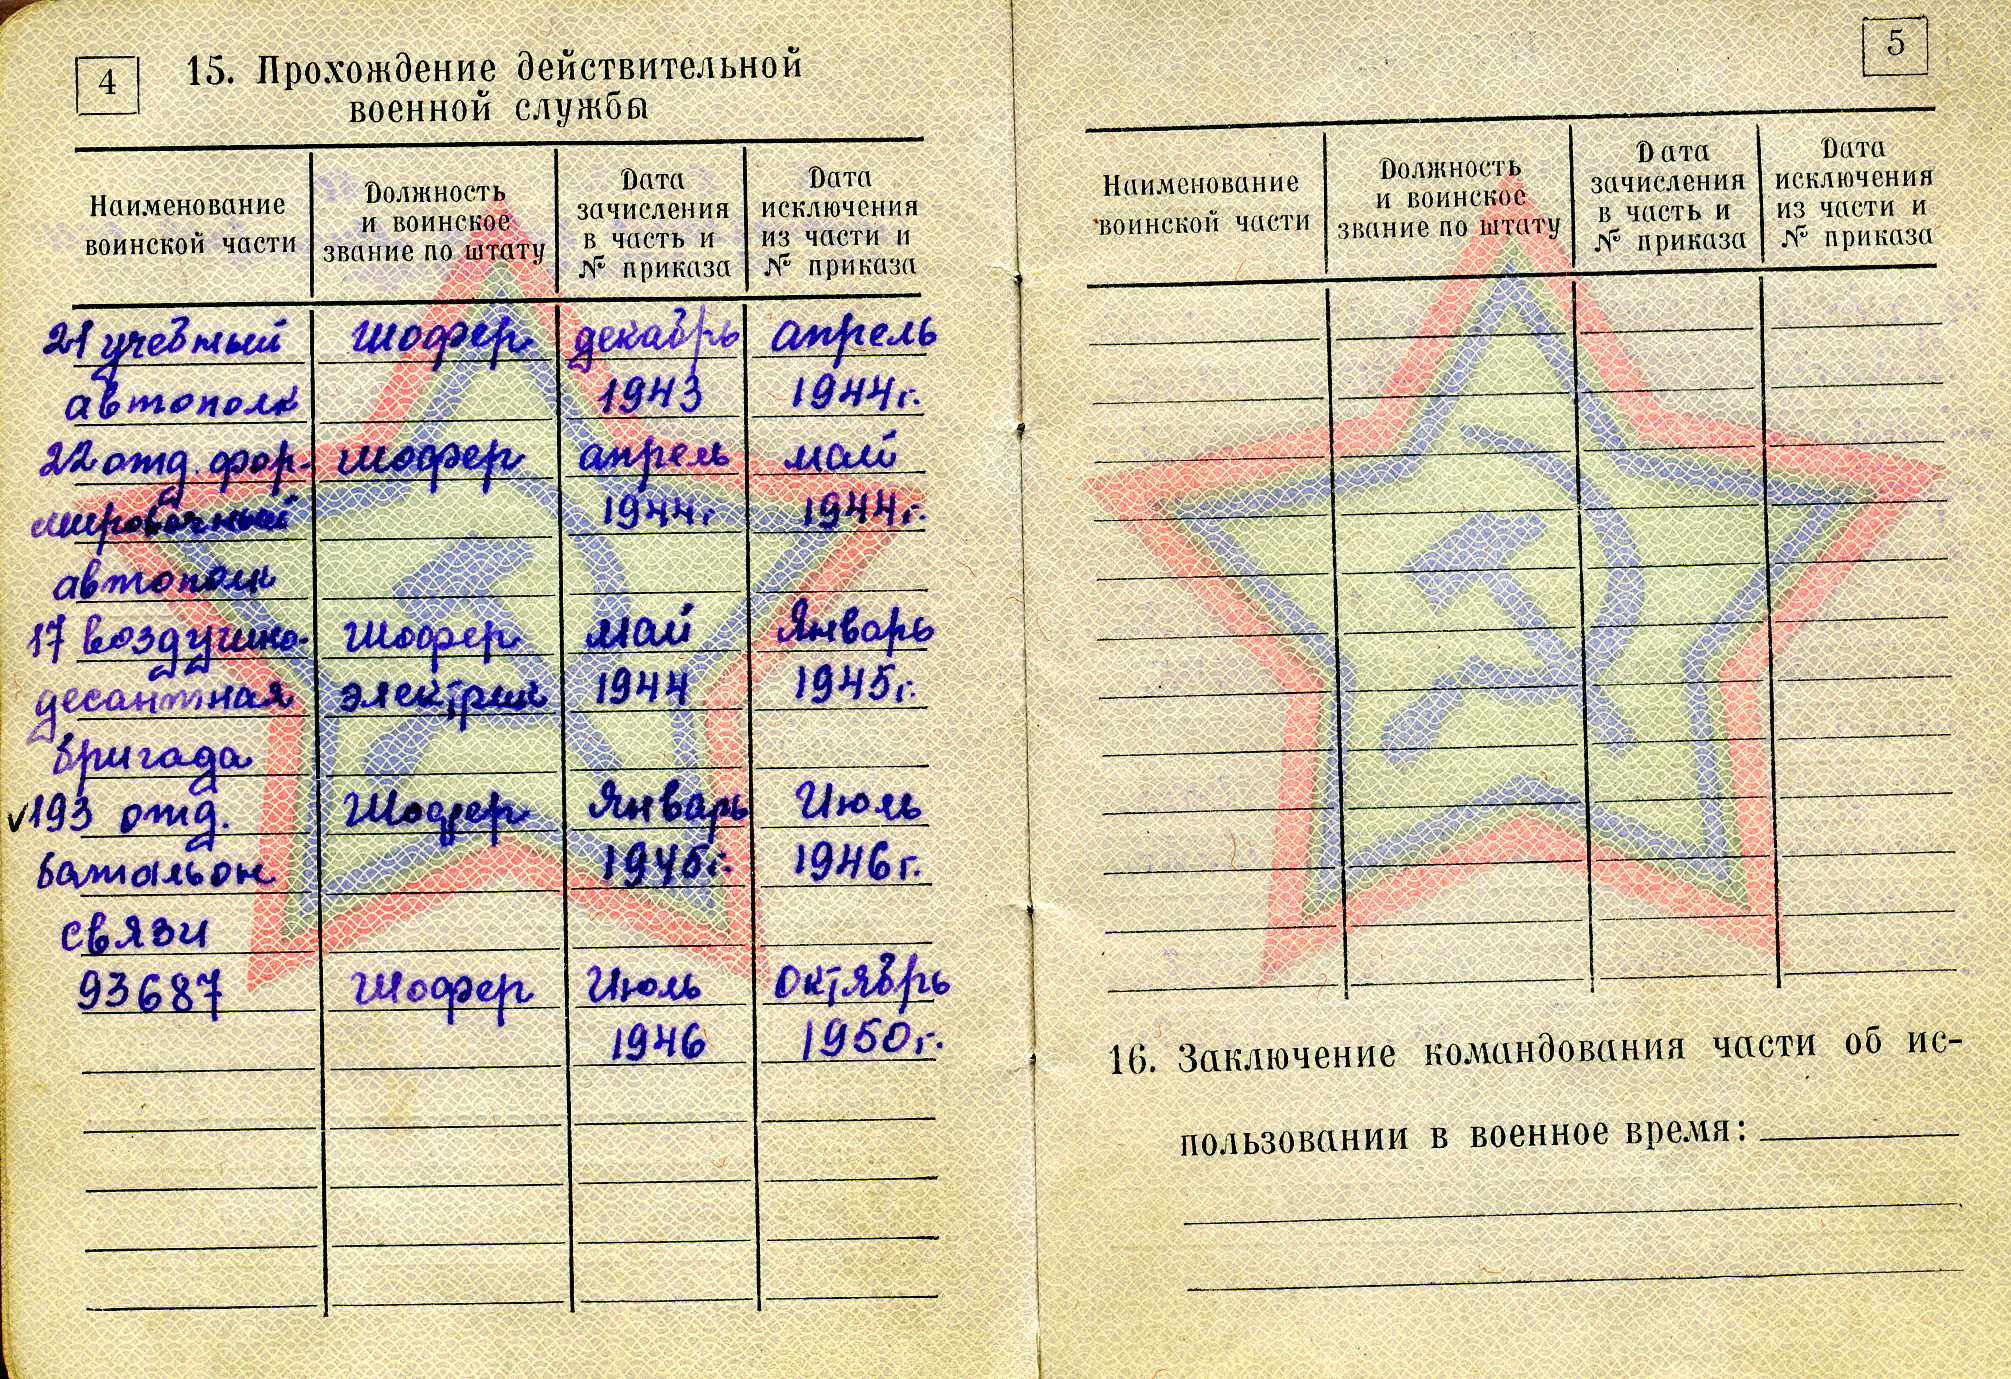 4
15. Прохождение действительной
военной службы
Наименование воинской части | Должность и воинское звание по штату | Дата зачисления в часть и № приказа | Дата исключения из части и № приказа
21 учебный | Шофер | декабрь | апрель
автополк | | 1943 | 1944г.
22 отд. фор- | шофер | апрель | май
мировочный | | 1944г. | 1944г.
автополк
17 воздушно- | Шофер | май | Январь
десантная | электрик | 1944 | 1945г.
бригада
√193 отд. | Шофер | Январь | Июль
батальон | | 1945г. | 1946г.
связи
93687 | Шофер | Июль | октябрь
1946 | 1950г.
5
Наименование воинской части | Должность и воинское звание по штату | Дата зачисления в часть и № приказа | Дата исключения из части и № приказа
16. Заключение командования части об ис-
пользовании в военное время: